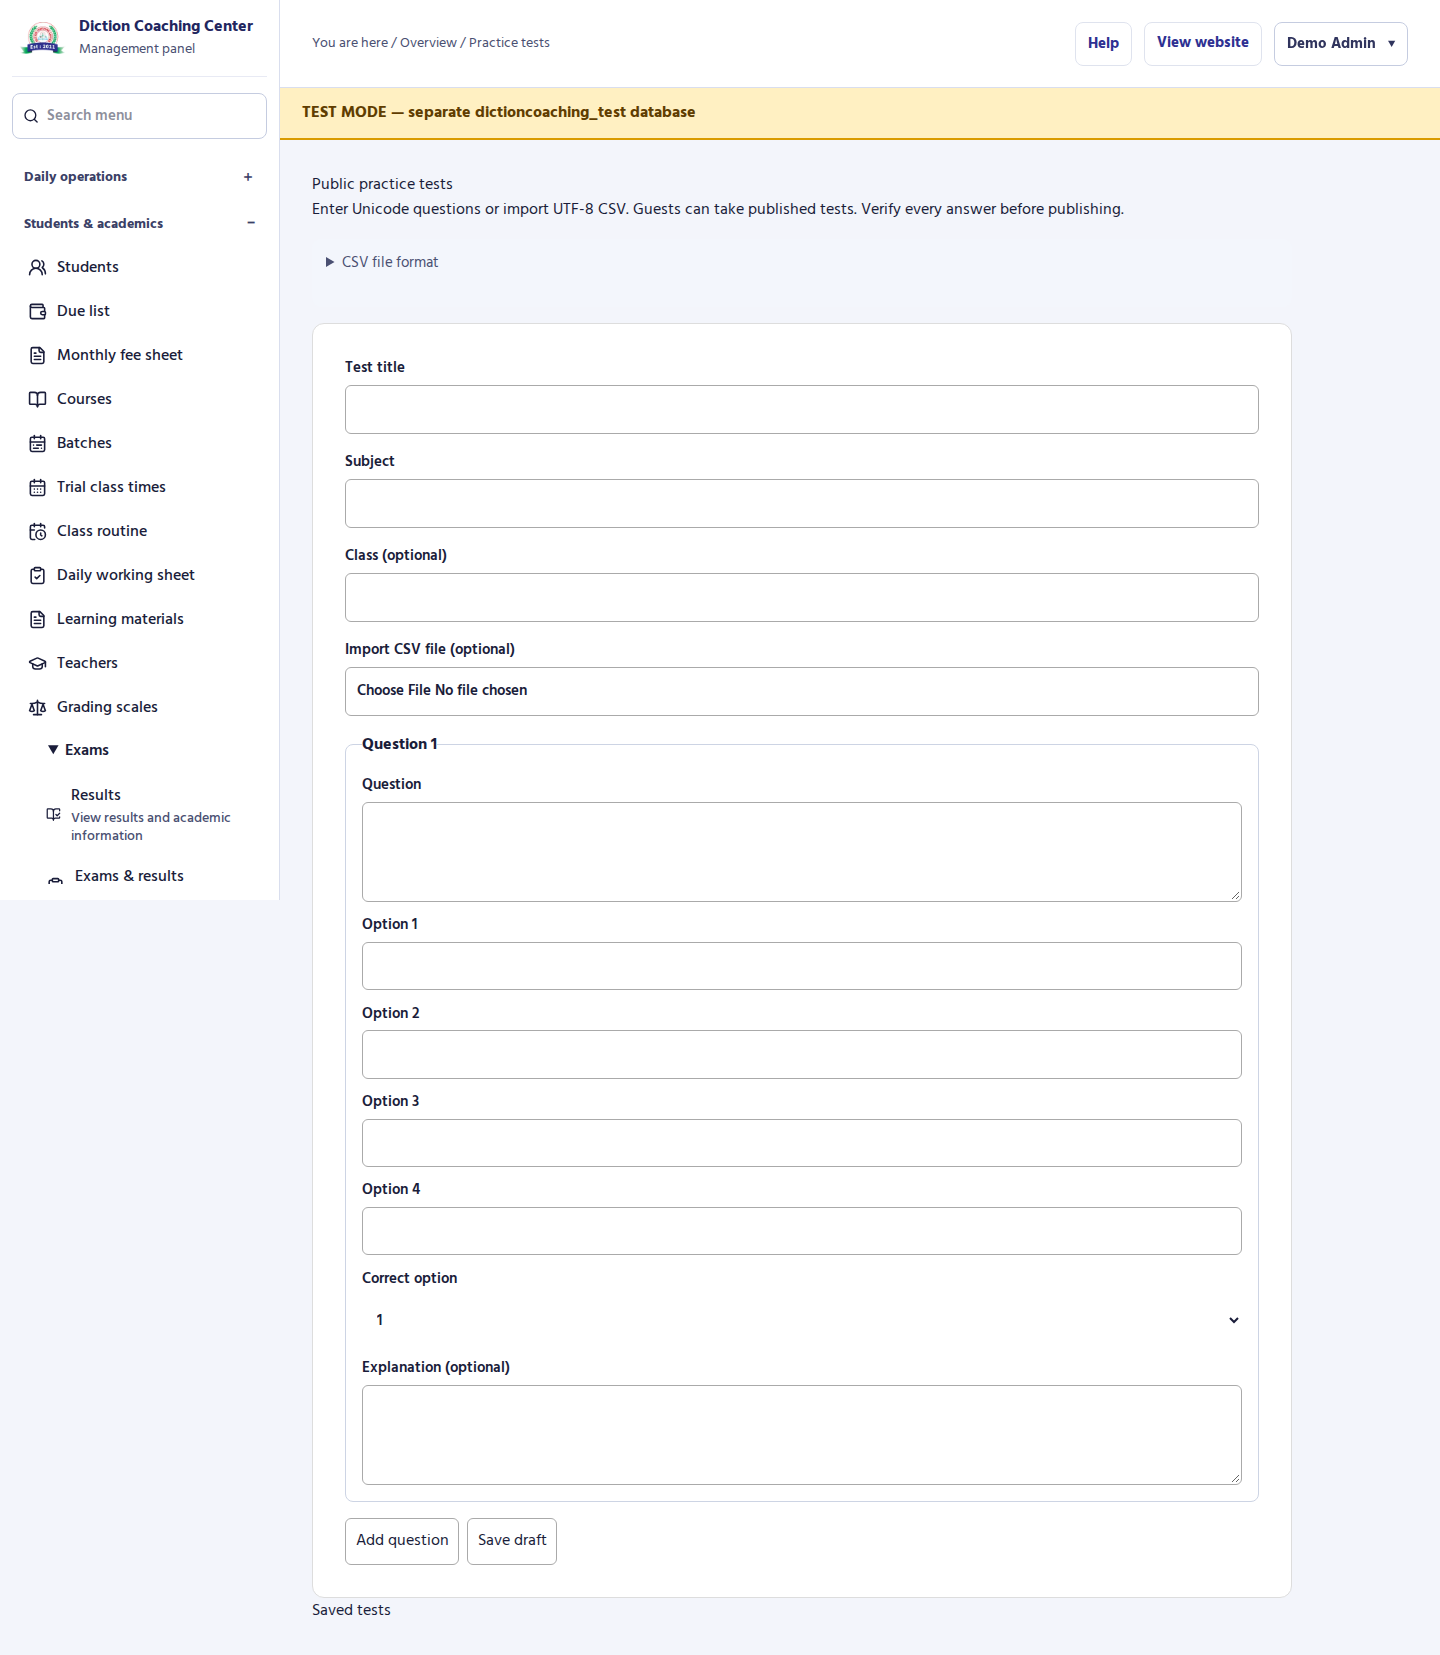 Diction Coaching Center
Management panel
Est : 2011
Search menu
Daily operations +
Students & academics −
Students
Due list
Monthly fee sheet
Courses
Batches
Trial class times
Class routine
Daily working sheet
Learning materials
Teachers
Grading scales
▼ Exams
Results
View results and academic
information
Exams & results
You are here / Overview / Practice tests
Help
View website
Demo Admin ▾
TEST MODE — separate dictioncoaching_test database
Public practice tests
Enter Unicode questions or import UTF-8 CSV. Guests can take published tests. Verify every answer before publishing.
▶ CSV file format
Test title
Subject
Class (optional)
Import CSV file (optional)
Choose File No file chosen
Question 1
Question
Option 1
Option 2
Option 3
Option 4
Correct option
1
Explanation (optional)
Add question
Save draft
Saved tests